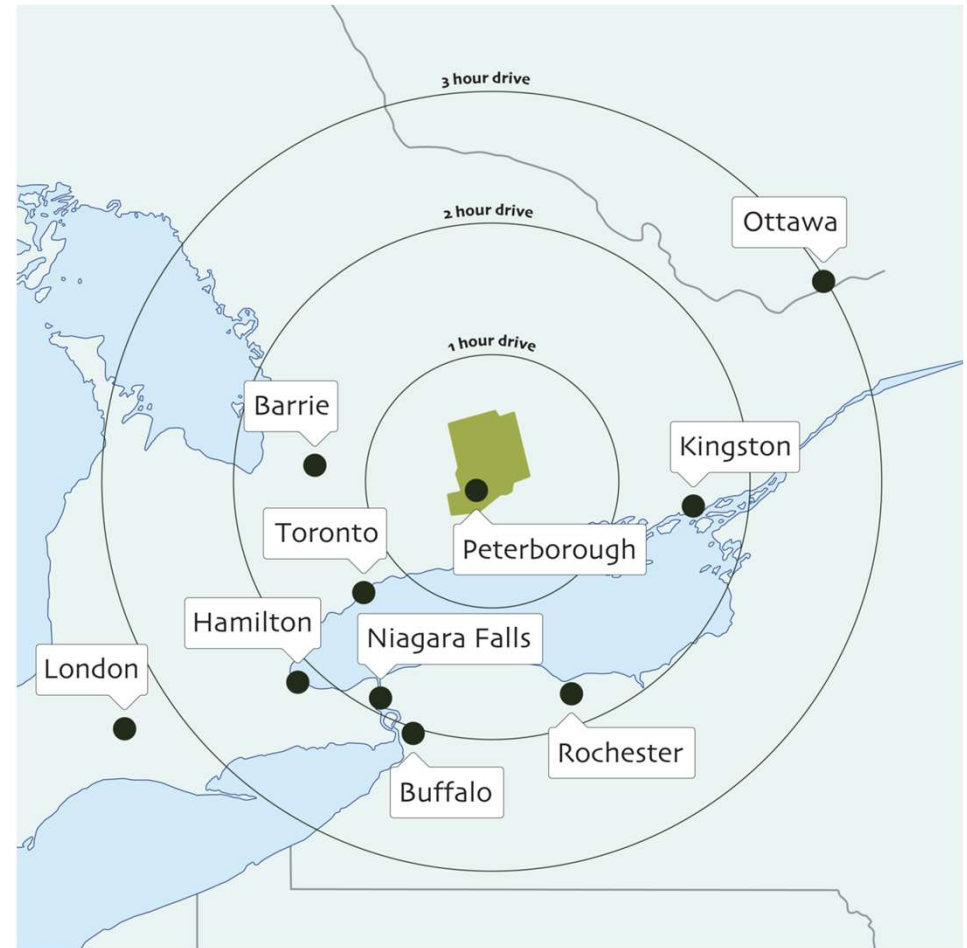 3 hour drive
2 hour drive
Ottawa
1 hour drive
Barrie
Kingston
Toronto
Peterborough
Hamilton
Niagara Falls
London
Rochester
Buffalo